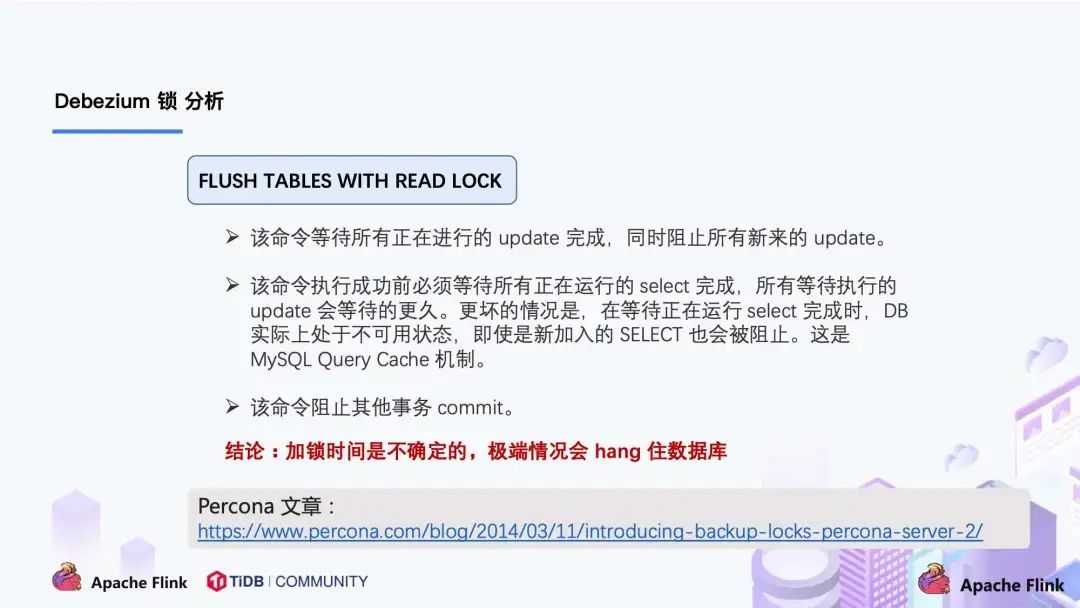 Debezium 锁 分析
FLUSH TABLES WITH READ LOCK
➢ 该命令等待所有正在进行的 update 完成，同时阻止所有新来的 update。
➢ 该命令执行成功前必须等待所有正在运行的 select 完成，所有等待执行的
update 会等待的更久。更坏的情况是，在等待正在运行 select 完成时，DB
实际上处于不可用状态，即使是新加入的 SELECT 也会被阻止。这是
MySQL Query Cache 机制。
➢ 该命令阻止其他事务 commit。
结论：加锁时间是不确定的，极端情况会 hang 住数据库
Percona 文章：
https://www.percona.com/blog/2014/03/11/introducing-backup-locks-percona-server-2/
Apache Flink
TiDB | COMMUNITY
Apache Flink